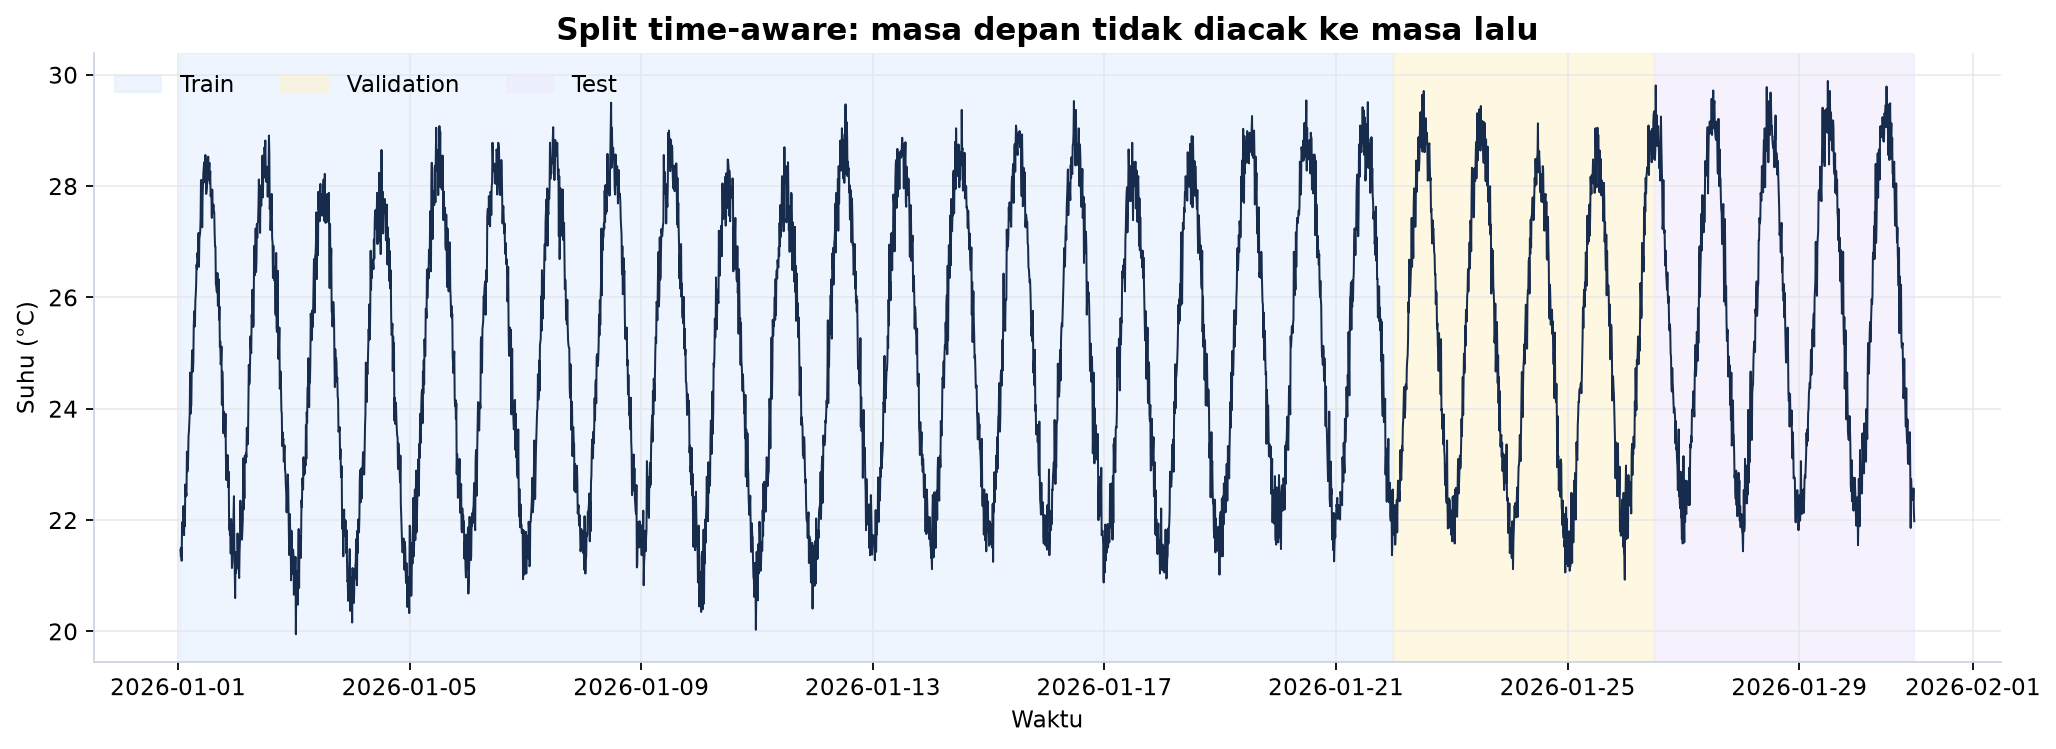 Split time-aware: masa depan tidak diacak ke masa lalu
Train Validation Test
Suhu (°C)
30
28
26
24
22
20
2026-01-01 2026-01-05 2026-01-09 2026-01-13 2026-01-17 2026-01-21 2026-01-25 2026-01-29 2026-02-01
Waktu